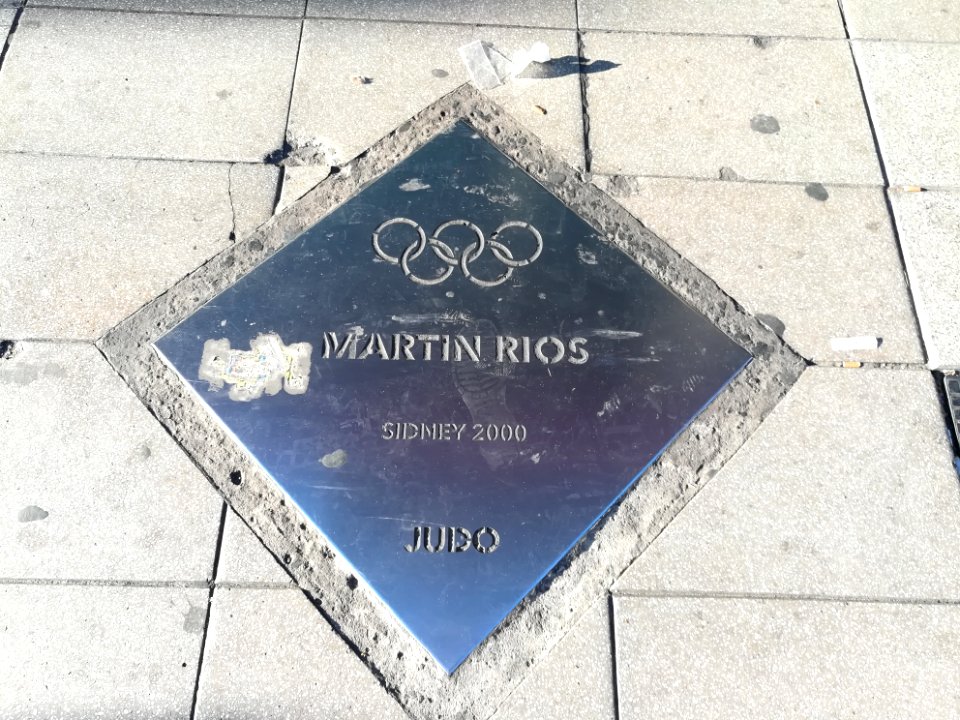 MARTIN RIOS
SIDNEY 2000
JUDO